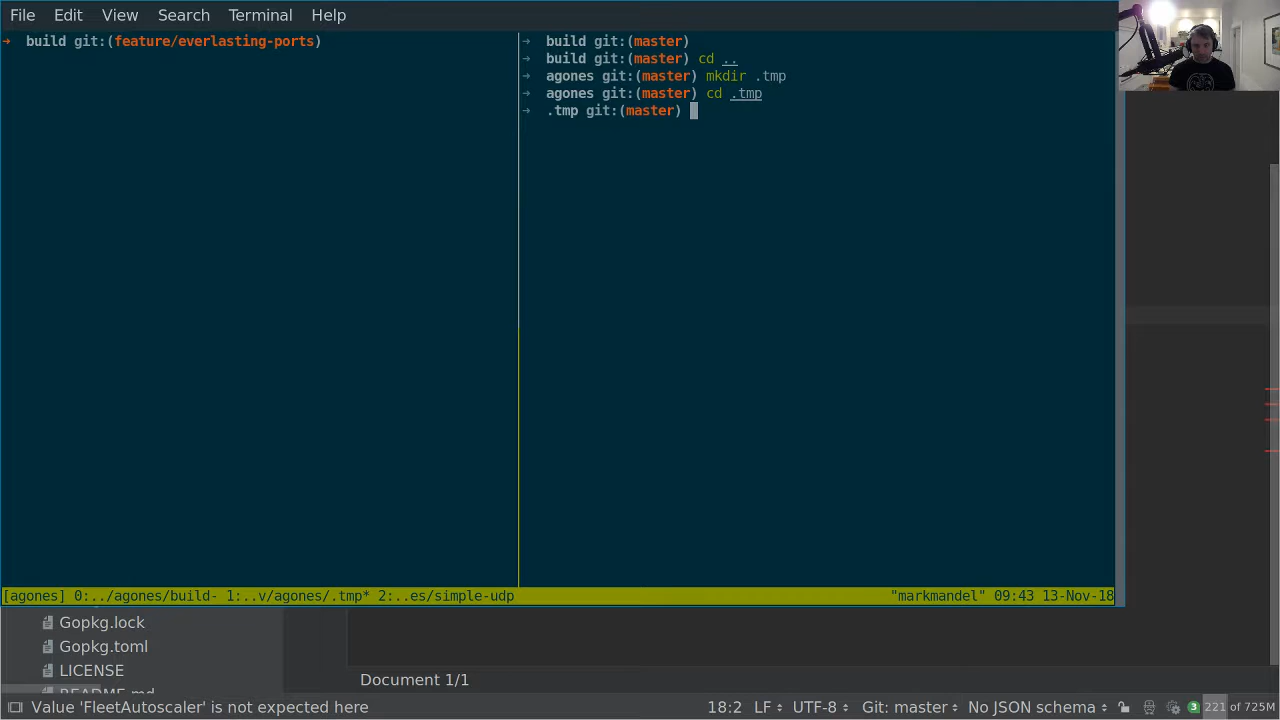 File Edit View Search Terminal Help
→ build git:(feature/everlasting-ports)
→ build git:(master)
→ build git:(master) cd ..
→ agones git:(master) mkdir .tmp
→ agones git:(master) cd .tmp
→ .tmp git:(master)
[agones] 0:../agones/build- 1:..v/agones/.tmp* 2:..es/simple-udp "markmandel" 09:43 13-Nov-18
Gopkg.lock
Gopkg.toml
LICENSE
README.md
Document 1/1
Value 'FleetAutoscaler' is not expected here 18:2 LF UTF-8 Git: master No JSON schema 3 221 of 725M